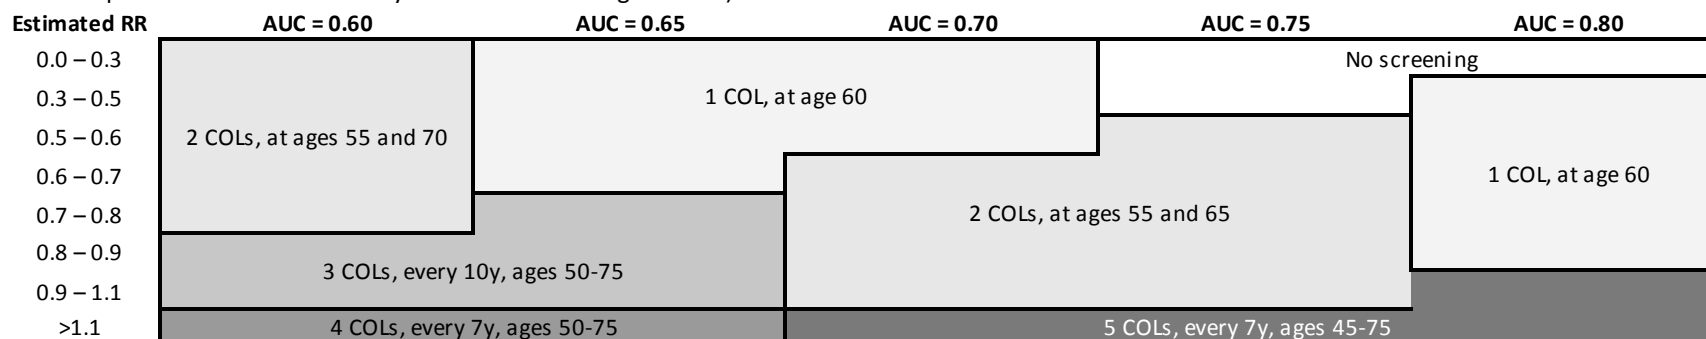 Estimated RR AUC = 0.60 AUC = 0.65 AUC = 0.70 AUC = 0.75 AUC = 0.80
0.0 – 0.3 No screening
0.3 – 0.5 1 COL, at age 60
0.5 – 0.6 2 COLs, at ages 55 and 70
0.6 – 0.7 1 COL, at age 60
0.7 – 0.8 2 COLs, at ages 55 and 65
0.8 – 0.9
3 COLs, every 10y, ages 50-75
0.9 – 1.1
>1.1 4 COLs, every 7y, ages 50-75 5 COLs, every 7y, ages 45-75